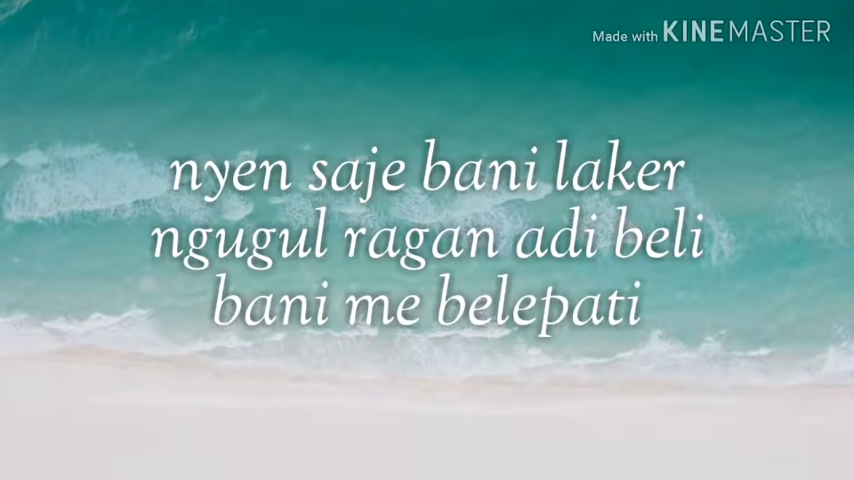 Made with KINEMASTER
nyen saje bani laker
ngugul ragan adi beli
bani me belepati